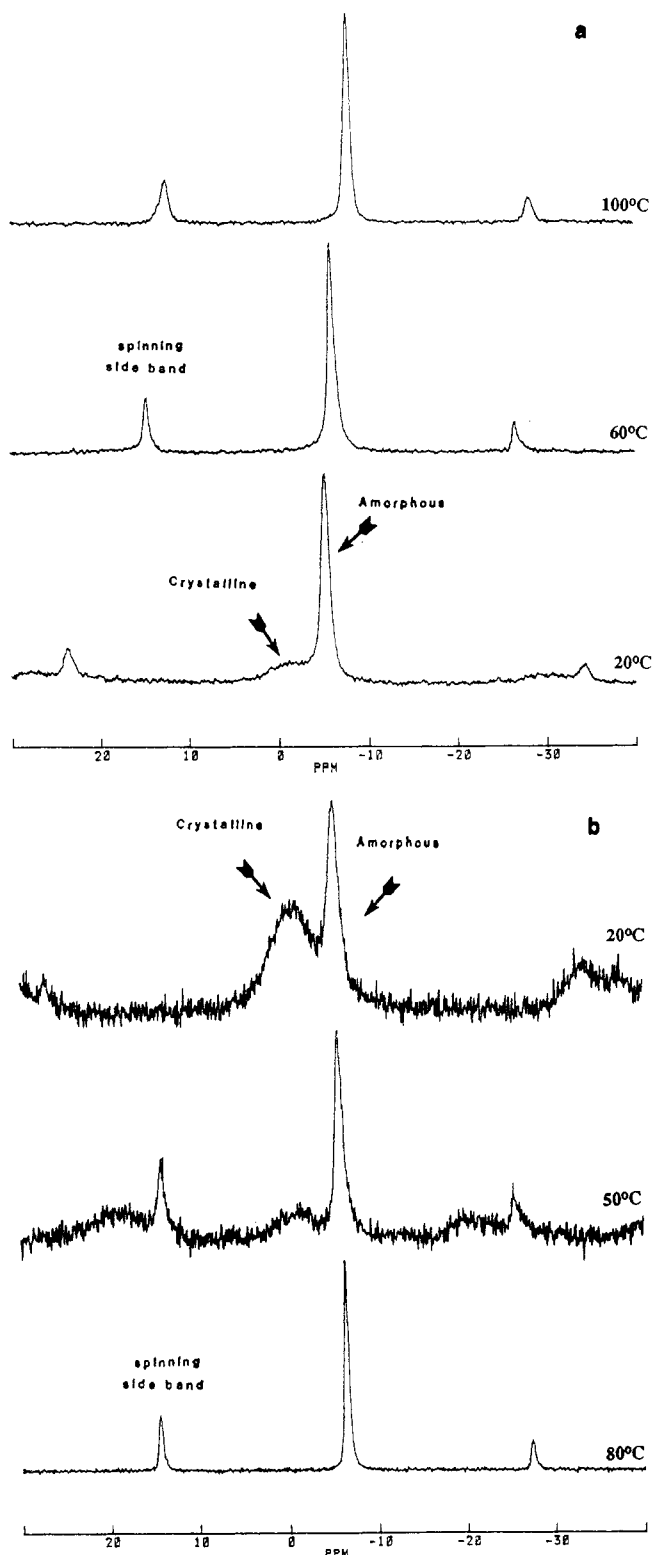 a
100°C
spinning
side band
60°C
Amorphous
Crystalline
20°C
20 10 0 -10 -20 -30
PPM
b
Crystalline
Amorphous
20°C
50°C
spinning
side band
80°C
20 10 0 -10 -20 -30
PPM